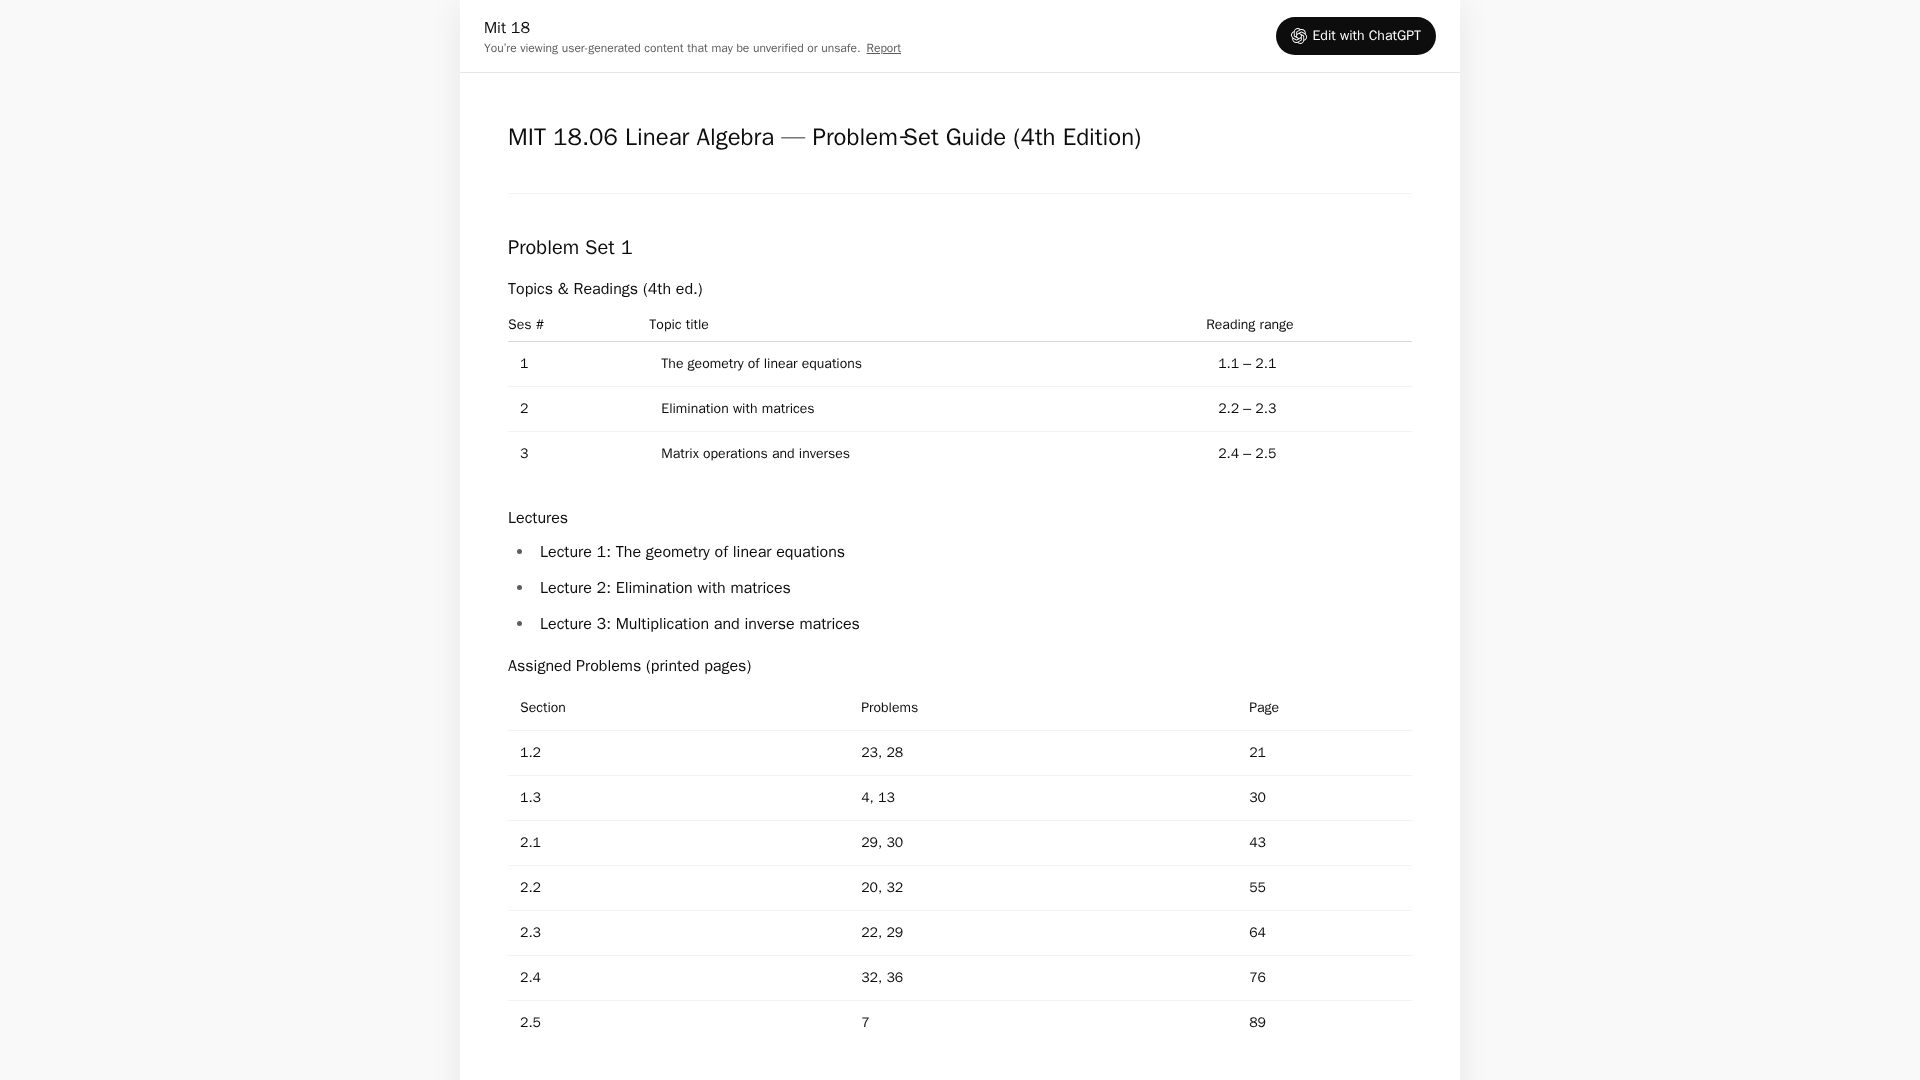 Mit 18
You're viewing user-generated content that may be unverified or unsafe. Report
Edit with ChatGPT
MIT 18.06 Linear Algebra — Problem-Set Guide (4th Edition)
Problem Set 1
Topics & Readings (4th ed.)
Ses # Topic title Reading range
1 The geometry of linear equations 1.1 – 2.1
2 Elimination with matrices 2.2 – 2.3
3 Matrix operations and inverses 2.4 – 2.5
Lectures
• Lecture 1: The geometry of linear equations
• Lecture 2: Elimination with matrices
• Lecture 3: Multiplication and inverse matrices
Assigned Problems (printed pages)
Section Problems Page
1.2 23, 28 21
1.3 4, 13 30
2.1 29, 30 43
2.2 20, 32 55
2.3 22, 29 64
2.4 32, 36 76
2.5 7 89